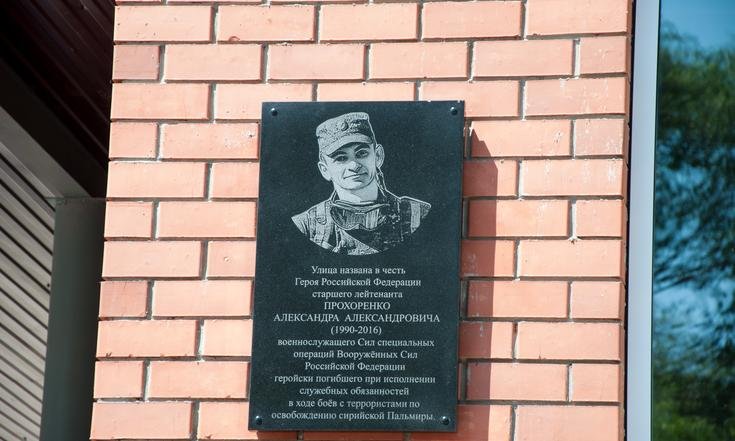 Улица названа в честь
Героя Российской Федерации
старшего лейтенанта
ПРОХОРЕНКО
АЛЕКСАНДРА АЛЕКСАНДРОВИЧА
(1990-2016)
военнослужащего Сил специальных
операций Вооружённых Сил
Российской Федерации
геройски погибшего при исполнении
служебных обязанностей
в ходе боёв с террористами по
освобождению сирийской Пальмиры.